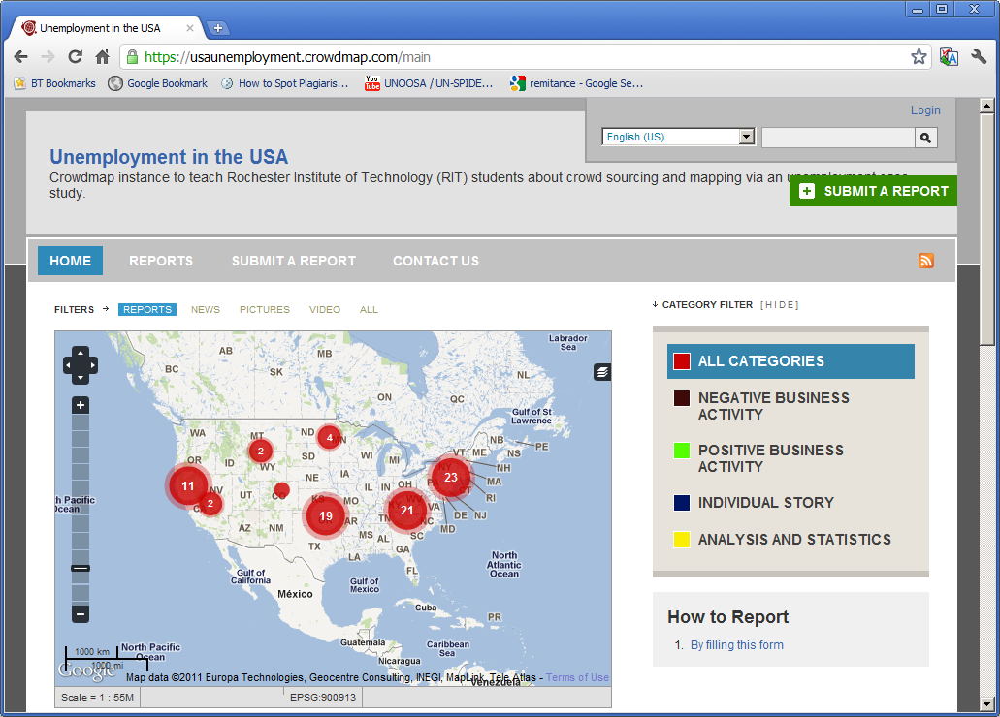 Unemployment in the USA
https://usaunemployment.crowdmap.com/main
BT Bookmarks Google Bookmark How to Spot Plagiaris... You Tube UNOOSA / UN-SPIDE... remitance - Google Se...
Login
English (US)
Unemployment in the USA
Crowdmap instance to teach Rochester Institute of Technology (RIT) students about crowd sourcing and mapping via an unemployment case
study.
SUBMIT A REPORT
HOME REPORTS SUBMIT A REPORT CONTACT US
FILTERS → REPORTS NEWS PICTURES VIDEO ALL
↓ CATEGORY FILTER [HIDE]
ALL CATEGORIES
NEGATIVE BUSINESS
ACTIVITY
POSITIVE BUSINESS
ACTIVITY
INDIVIDUAL STORY
ANALYSIS AND STATISTICS
How to Report
1. By filling this form
Labrador
Sea
AB
MB
BC
SK
NL
ON
QC
Gulf of St
Lawrence
WA
MT
ND
MN
NB
PE
VT
ME
NS
OR
ID
SD
WI
MI
NH
2
4
WY
MA
11
23
NV
NE
IA
IL
IN
OH
PA
RI
UT
CO
2
CA
KS
MO
19
21
VA
DE
NJ
MD
AZ
NM
AR
TN
NC
MS
AL
SC
TX
GA
LA
FL
h Pacific
Ocean
Gulf of
California
Gulf of
Mexico
North
Atlantic
Ocean
México
Cuba
PR
Guatemala
Caribbean
Sea
Nicaragua
Venezuela
North Pacific
Ocean
1000 km
1000 mi
Google
Map data ©2011 Europa Technologies, Geocentre Consulting, INEGI, MapLink, Tele Atlas - Terms of Use
Scale = 1 : 55M EPSG:900913